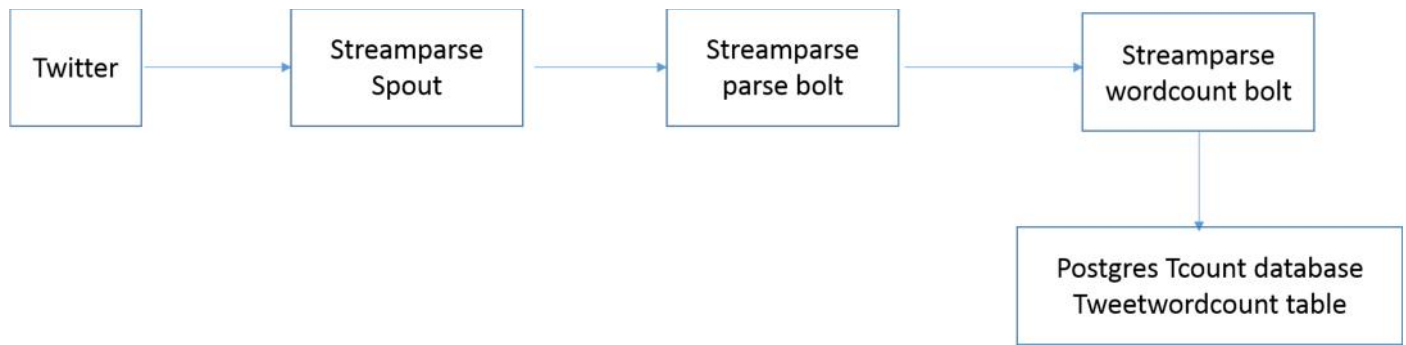 Twitter
Streamparse
Spout
Streamparse
parse bolt
Streamparse
wordcount bolt
Postgres Tcount database
Tweetwordcount table